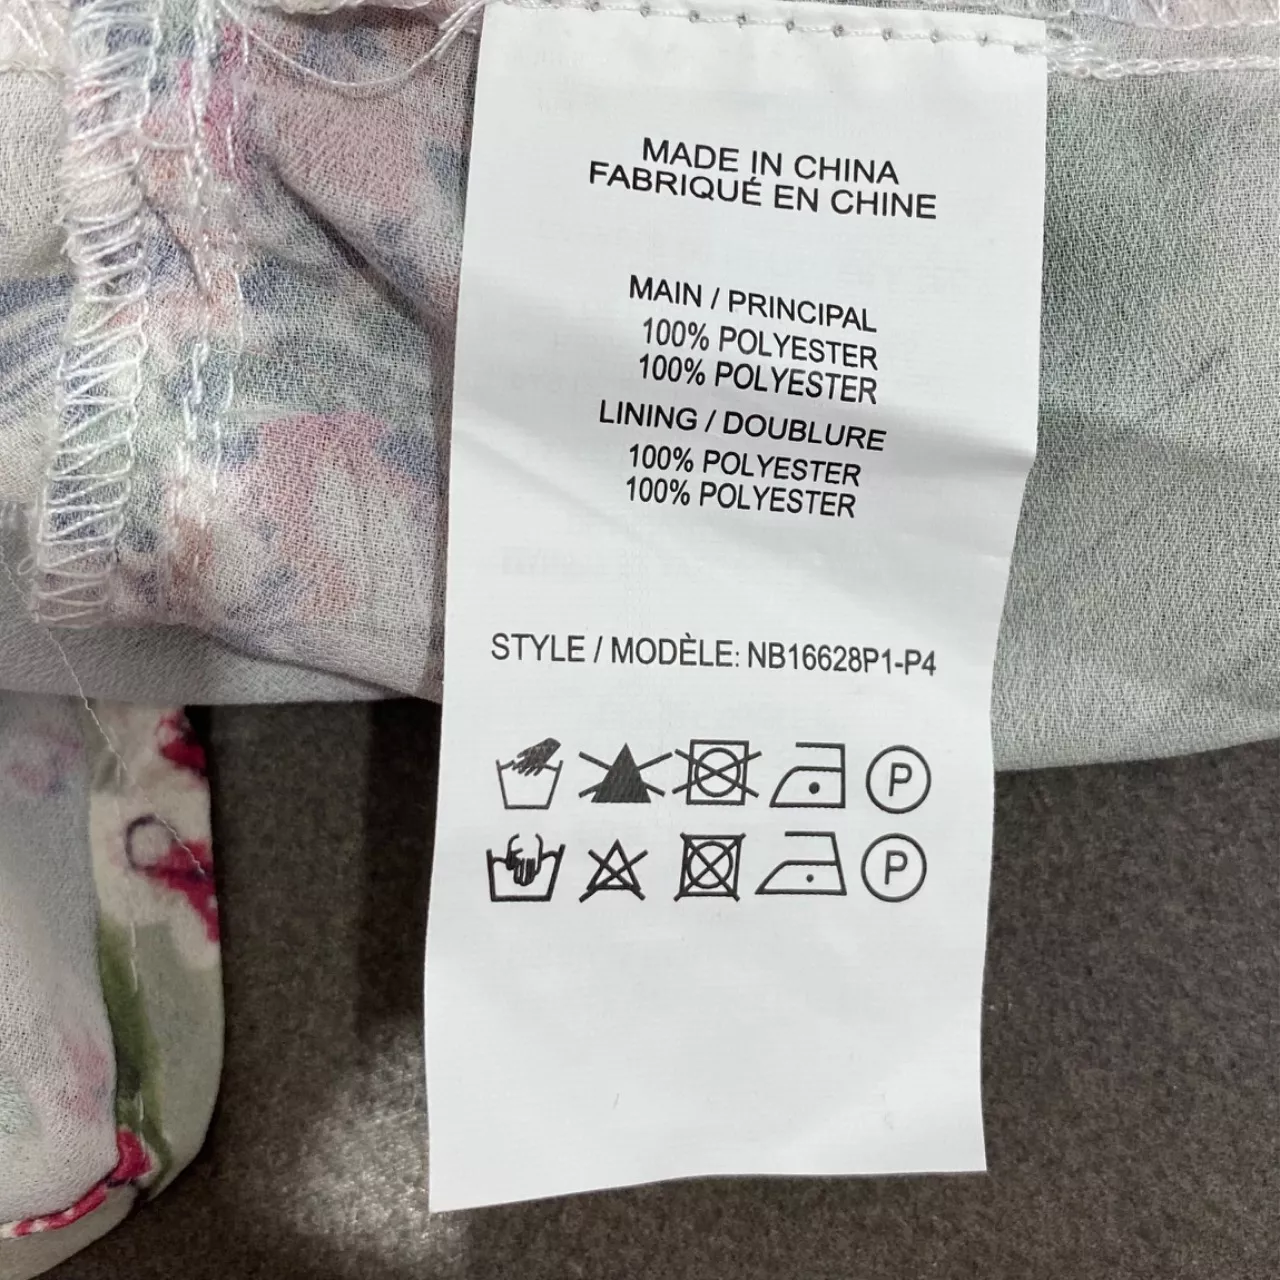 MADE IN CHINA
FABRIQUÉ EN CHINE
MAIN / PRINCIPAL
100% POLYESTER
100% POLYESTER
LINING / DOUBLURE
100% POLYESTER
100% POLYESTER
STYLE / MODÈLE: NB16628P1-P4
P
P